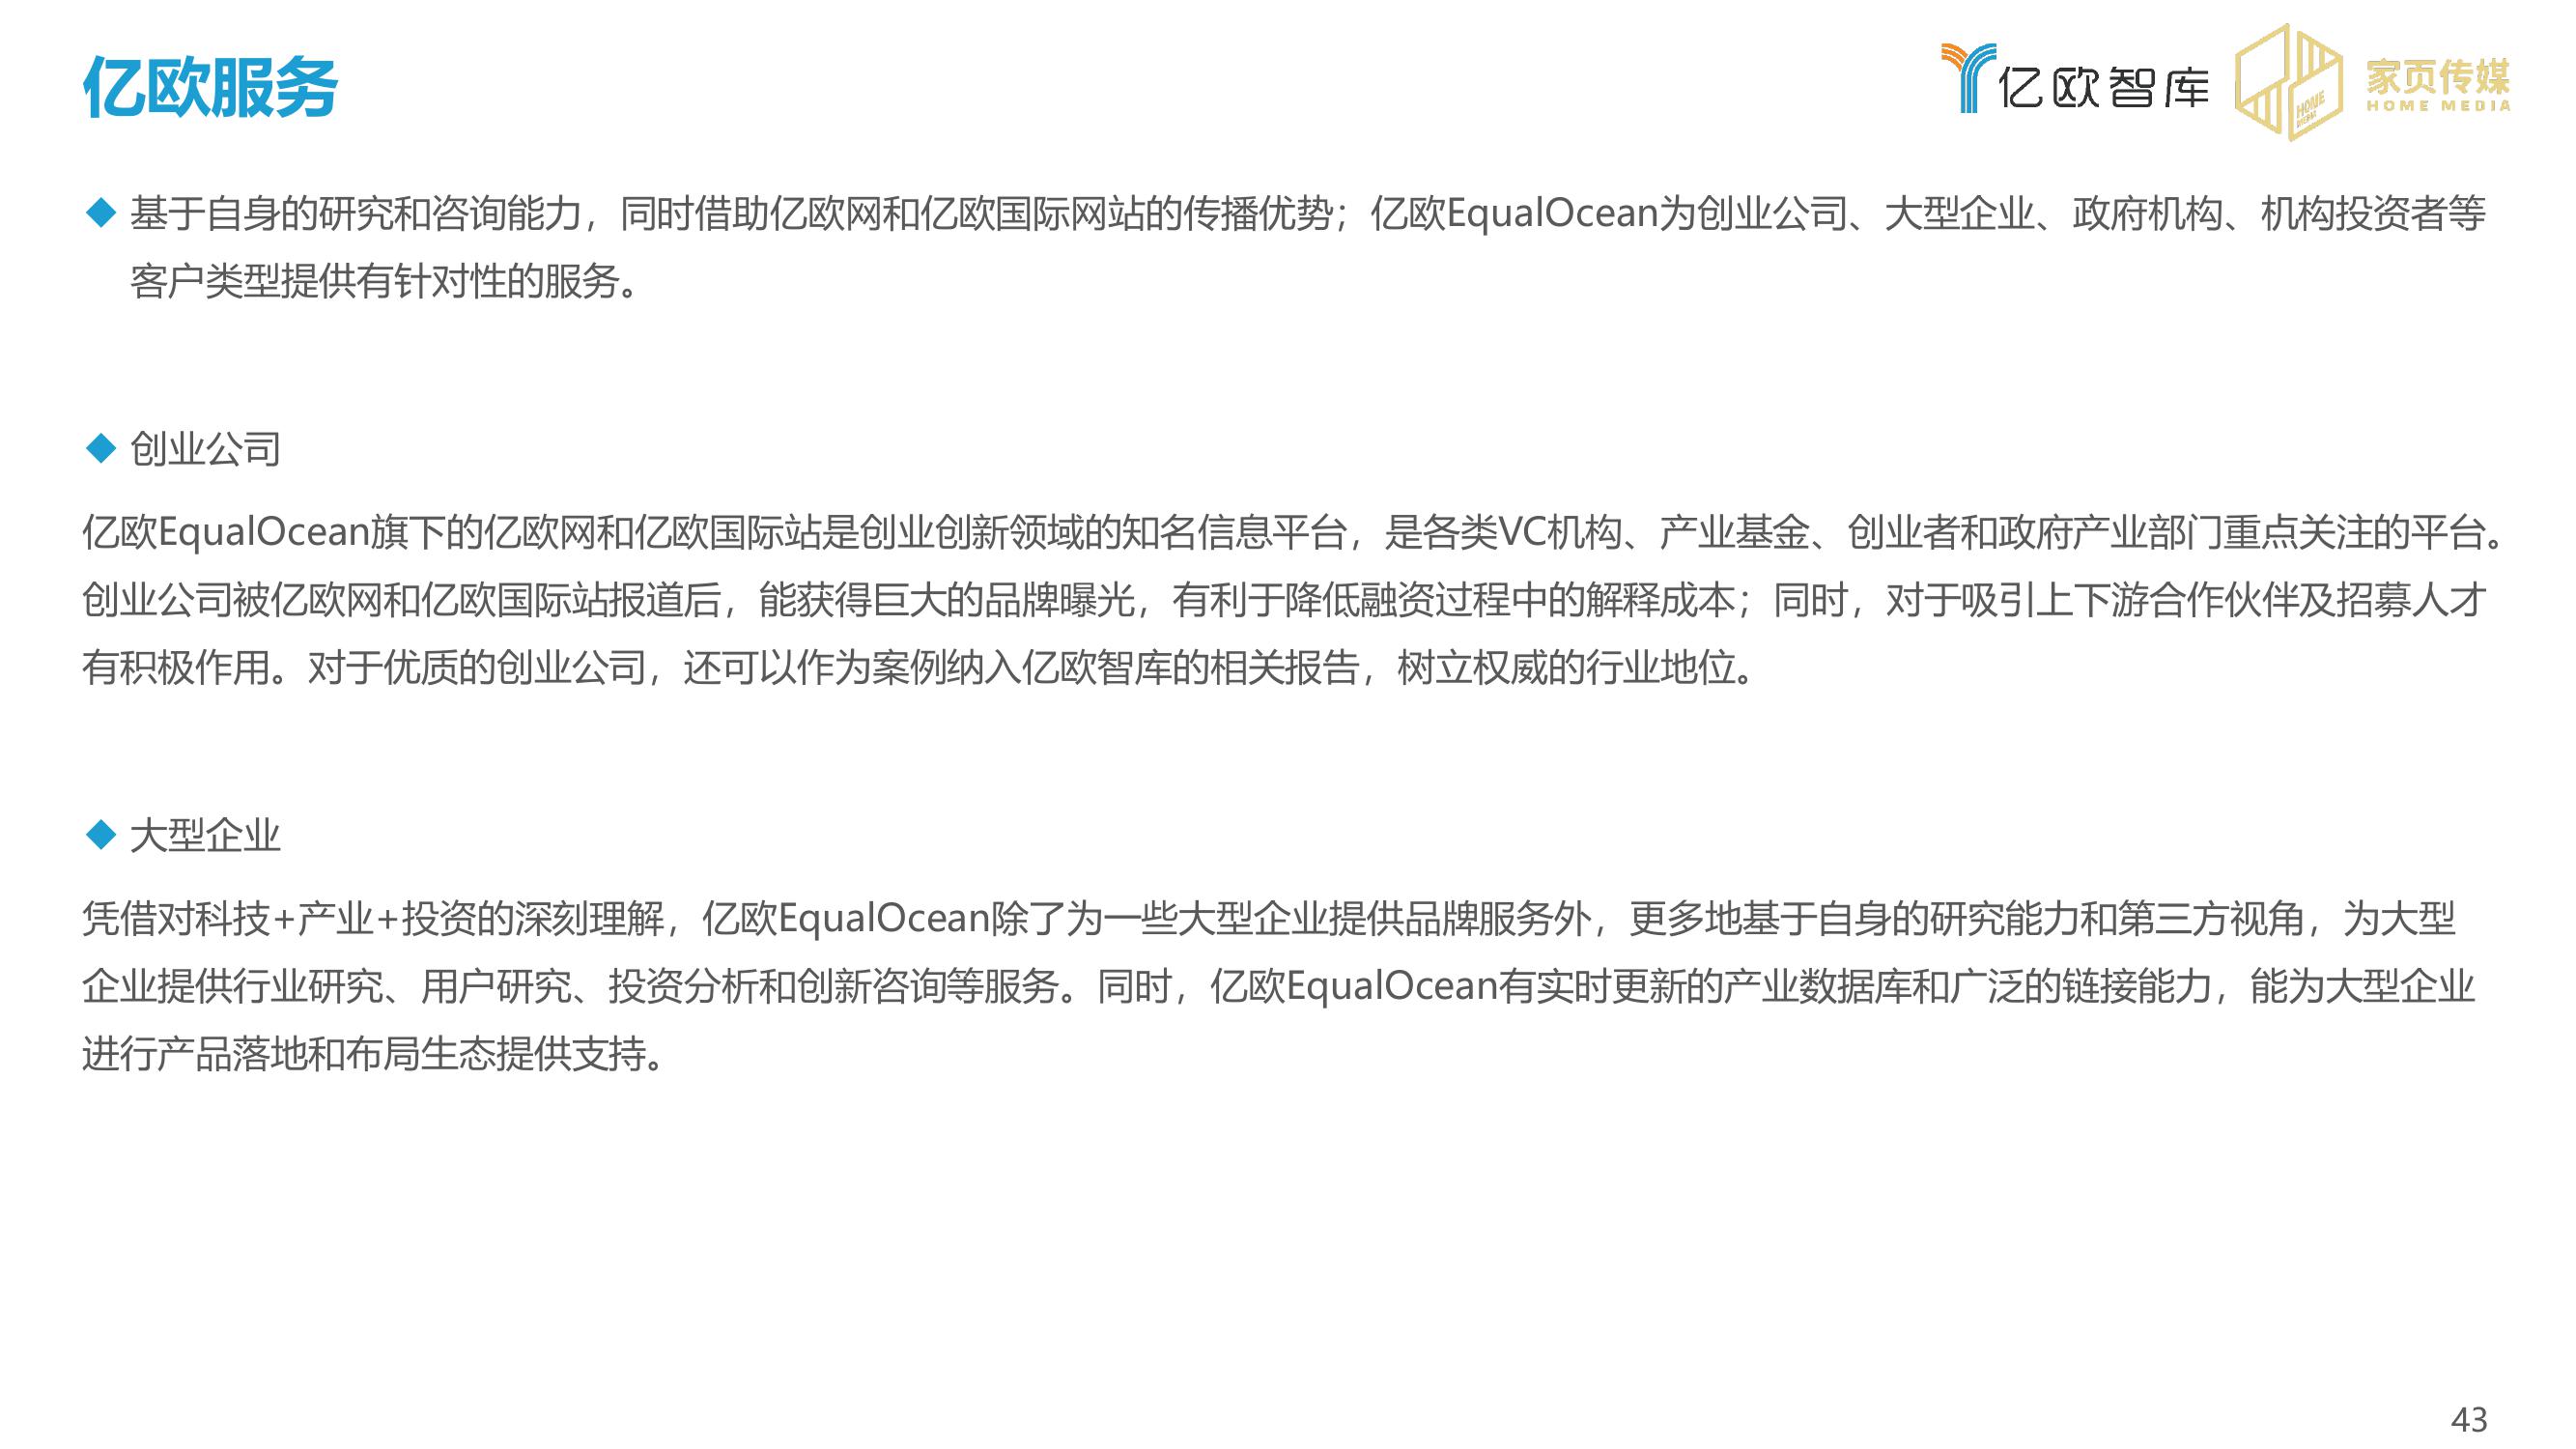 亿欧服务
亿欧智库
家页传媒
HOME MEDIA
基于自身的研究和咨询能力，同时借助亿欧网和亿欧国际网站的传播优势；亿欧EqualOcean为创业公司、大型企业、政府机构、机构投资者等
客户类型提供有针对性的服务。
创业公司
亿欧EqualOcean旗下的亿欧网和亿欧国际站是创业创新领域的知名信息平台，是各类VC机构、产业基金、创业者和政府产业部门重点关注的平台。
创业公司被亿欧网和亿欧国际站报道后，能获得巨大的品牌曝光，有利于降低融资过程中的解释成本；同时，对于吸引上下游合作伙伴及招募人才
有积极作用。对于优质的创业公司，还可以作为案例纳入亿欧智库的相关报告，树立权威的行业地位。
大型企业
凭借对科技+产业+投资的深刻理解，亿欧EqualOcean除了为一些大型企业提供品牌服务外，更多地基于自身的研究能力和第三方视角，为大型
企业提供行业研究、用户研究、投资分析和创新咨询等服务。同时，亿欧EqualOcean有实时更新的产业数据库和广泛的链接能力，能为大型企业
进行产品落地和布局生态提供支持。
43